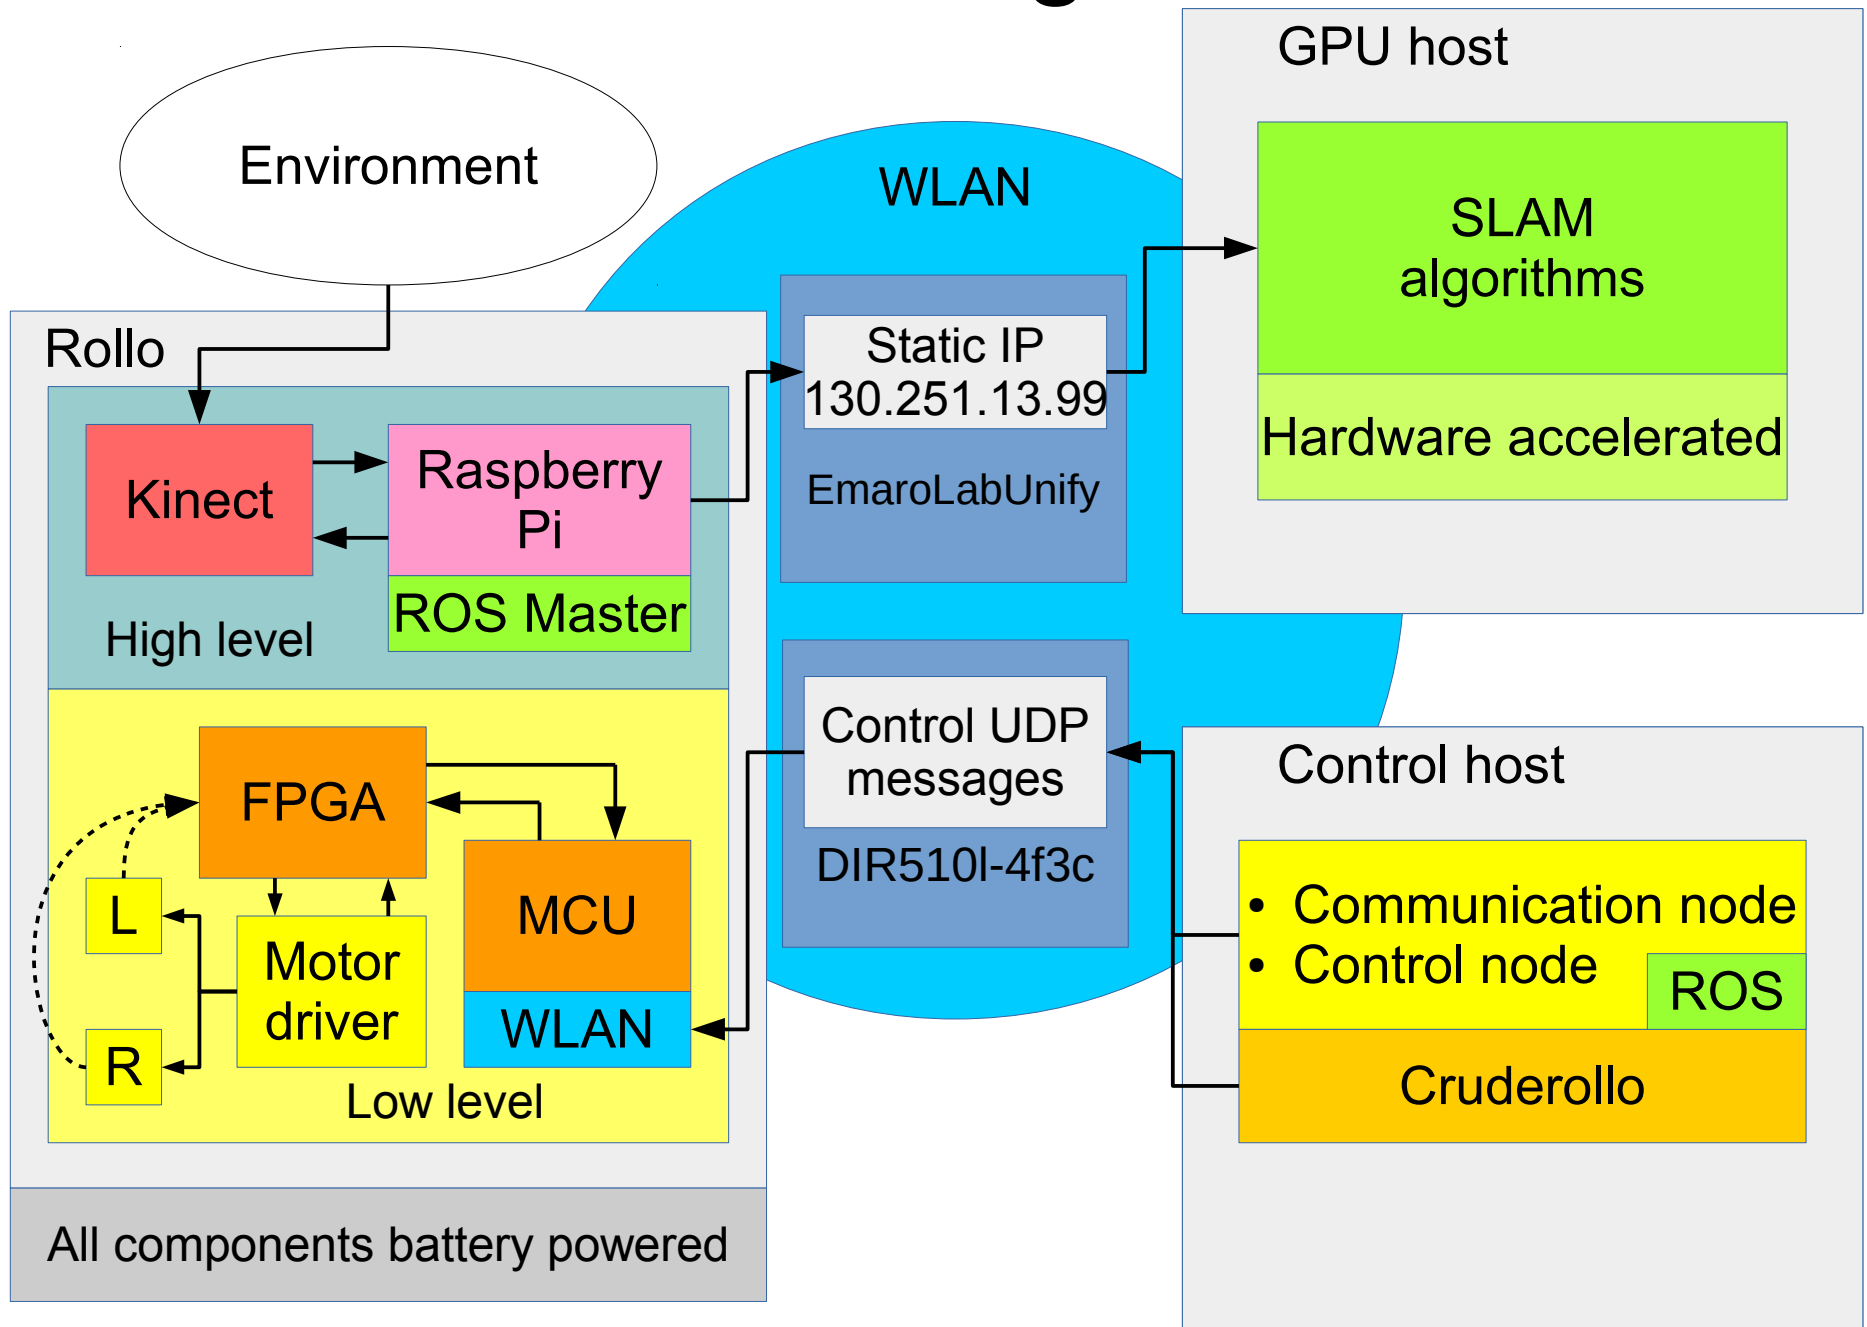 GPU host
Environment
WLAN
SLAM
algorithms
Hardware accelerated
Rollo
Static IP
130.251.13.99
EmaroLabUnify
Kinect
Raspberry
Pi
ROS Master
High level
Control UDP
messages
DIR510l-4f3c
Control host
• Communication node
• Control node
ROS
Cruderollo
FPGA
MCU
WLAN
L
Motor
driver
R
Low level
All components battery powered